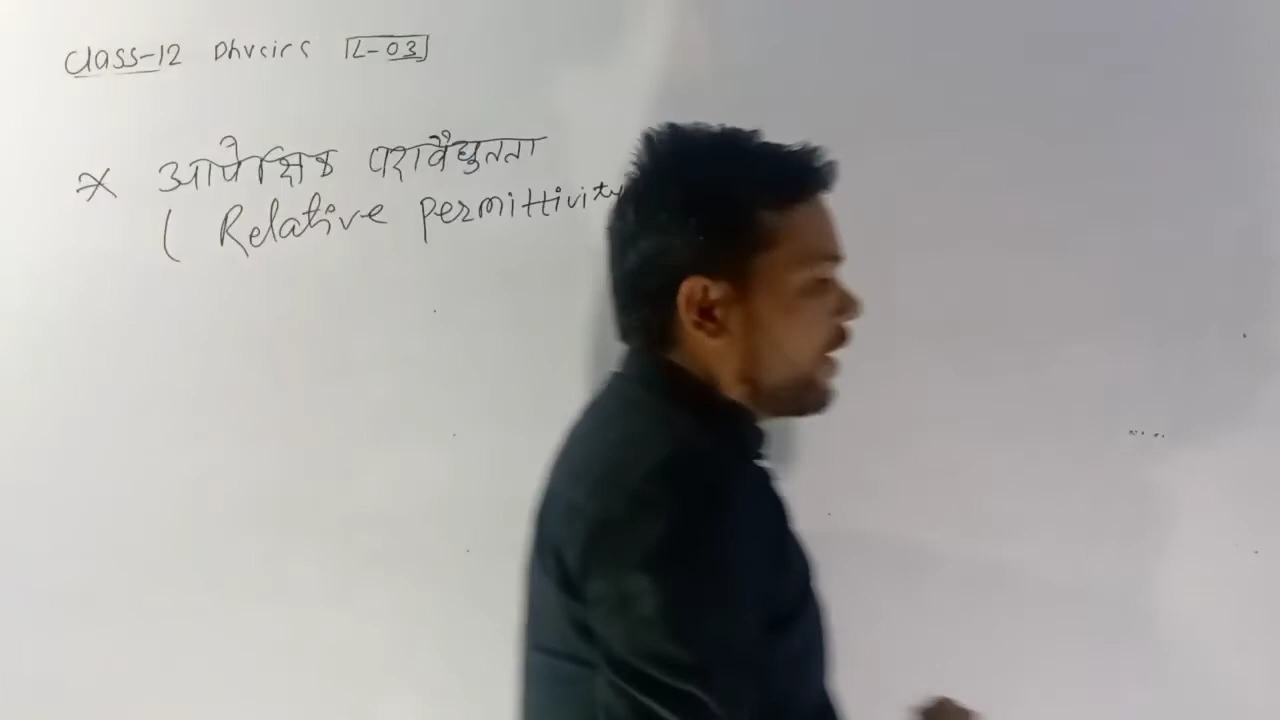 Class-12 Physics L-03
* आपेक्षिक परावैद्युतता
( Relative permittivity